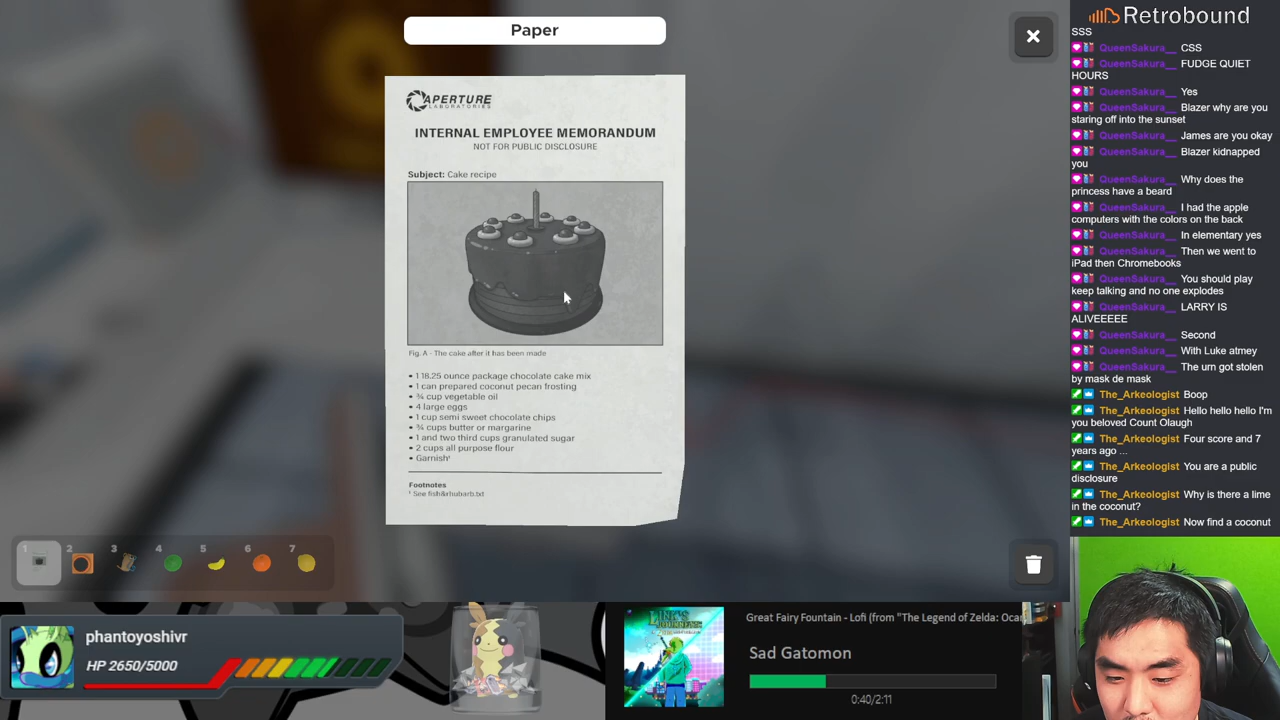 Paper
APERTURE
LABORATORIES
INTERNAL EMPLOYEE MEMORANDUM
NOT FOR PUBLIC DISCLOSURE
Subject: Cake recipe
Fig. A - The cake after it has been made
• 1 18.25 ounce package chocolate cake mix
• 1 can prepared coconut pecan frosting
• ¾ cup vegetable oil
• 4 large eggs
• 1 cup semi sweet chocolate chips
• ¾ cups butter or margarine
• 1 and two third cups granulated sugar
• 2 cups all purpose flour
• Garnish¹
Footnotes
¹ See fish&rhubarb.txt
1 2 3 4 5 6 7
phantoyoshivr
HP 2650/5000
Great Fairy Fountain - Lofi (from "The Legend of Zelda: Ocar
Sad Gatomon
0:40/2:11
Retrobound
SSS
QueenSakura__ CSS
QueenSakura__ FUDGE QUIET
HOURS
QueenSakura__ Yes
QueenSakura__ Blazer why are you
staring off into the sunset
QueenSakura__ James are you okay
QueenSakura__ Blazer kidnapped
you
QueenSakura__ Why does the
princess have a beard
QueenSakura__ I had the apple
computers with the colors on the back
QueenSakura__ In elementary yes
QueenSakura__ Then we went to
iPad then Chromebooks
QueenSakura__ You should play
keep talking and no one explodes
QueenSakura__ LARRY IS
ALIVEEEEE
QueenSakura__ Second
QueenSakura__ With Luke atmey
QueenSakura__ The urn got stolen
by mask de mask
The_Arkeologist Boop
The_Arkeologist Hello hello hello I'm
you beloved Count Olaugh
The_Arkeologist Four score and 7
years ago ...
The_Arkeologist You are a public
disclosure
The_Arkeologist Why is there a lime
in the coconut?
The_Arkeologist Now find a coconut